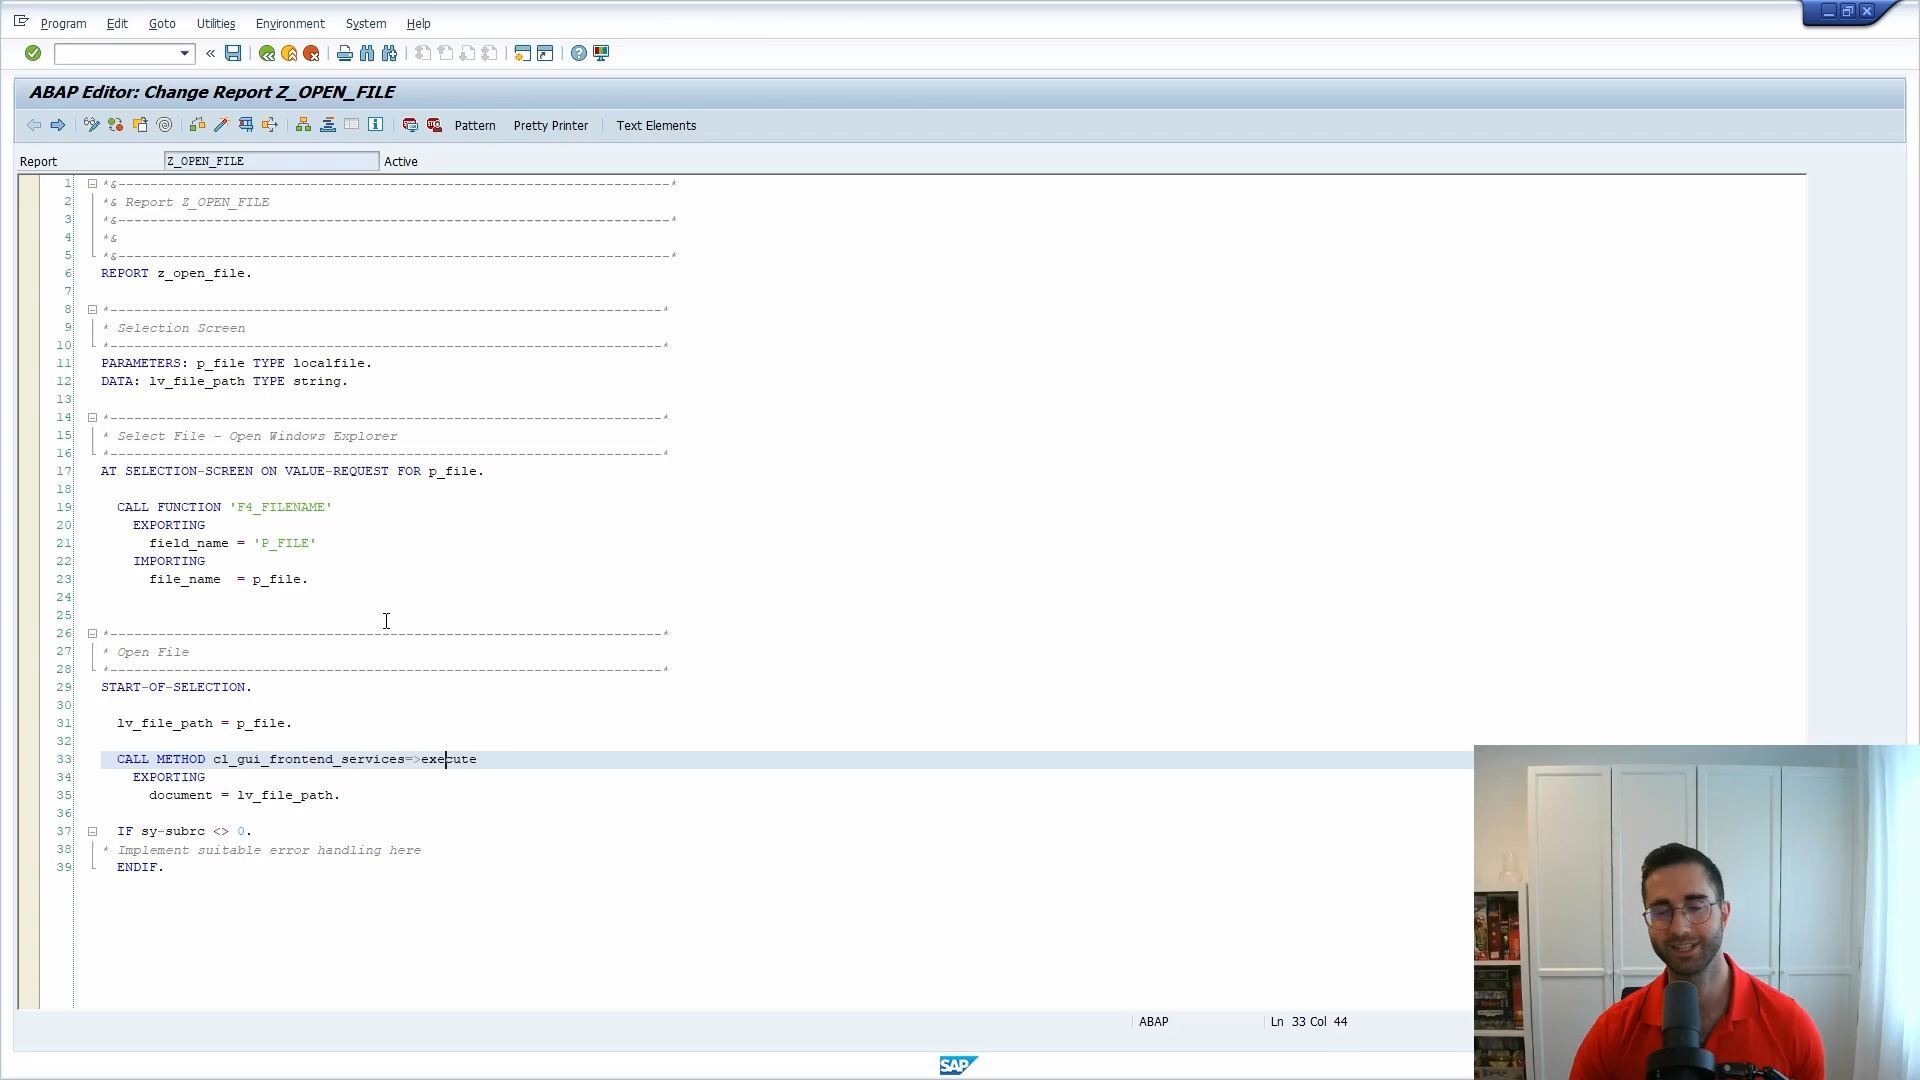 Program Edit Goto Utilities Environment System Help
ABAP Editor: Change Report Z_OPEN_FILE
Pattern Pretty Printer Text Elements
Report Z_OPEN_FILE Active
1 *&---------------------------------------------------------------------*
2 *& Report Z_OPEN_FILE
3 *&---------------------------------------------------------------------*
4 *&
5 *&---------------------------------------------------------------------*
6 REPORT z_open_file.
7
8 *----------------------------------------------------------------------*
9 * Selection Screen
10 *----------------------------------------------------------------------*
11 PARAMETERS: p_file TYPE localfile.
12 DATA: lv_file_path TYPE string.
13
14 *----------------------------------------------------------------------*
15 * Select File - Open Windows Explorer
16 *----------------------------------------------------------------------*
17 AT SELECTION-SCREEN ON VALUE-REQUEST FOR p_file.
18
19 CALL FUNCTION 'F4_FILENAME'
20 EXPORTING
21 field_name = 'P_FILE'
22 IMPORTING
23 file_name = p_file.
24
25
26 *----------------------------------------------------------------------*
27 * Open File
28 *----------------------------------------------------------------------*
29 START-OF-SELECTION.
30
31 lv_file_path = p_file.
32
33 CALL METHOD cl_gui_frontend_services=>execute
34 EXPORTING
35 document = lv_file_path.
36
37 IF sy-subrc <> 0.
38 * Implement suitable error handling here
39 ENDIF.
ABAP Ln 33 Col 44
SAP